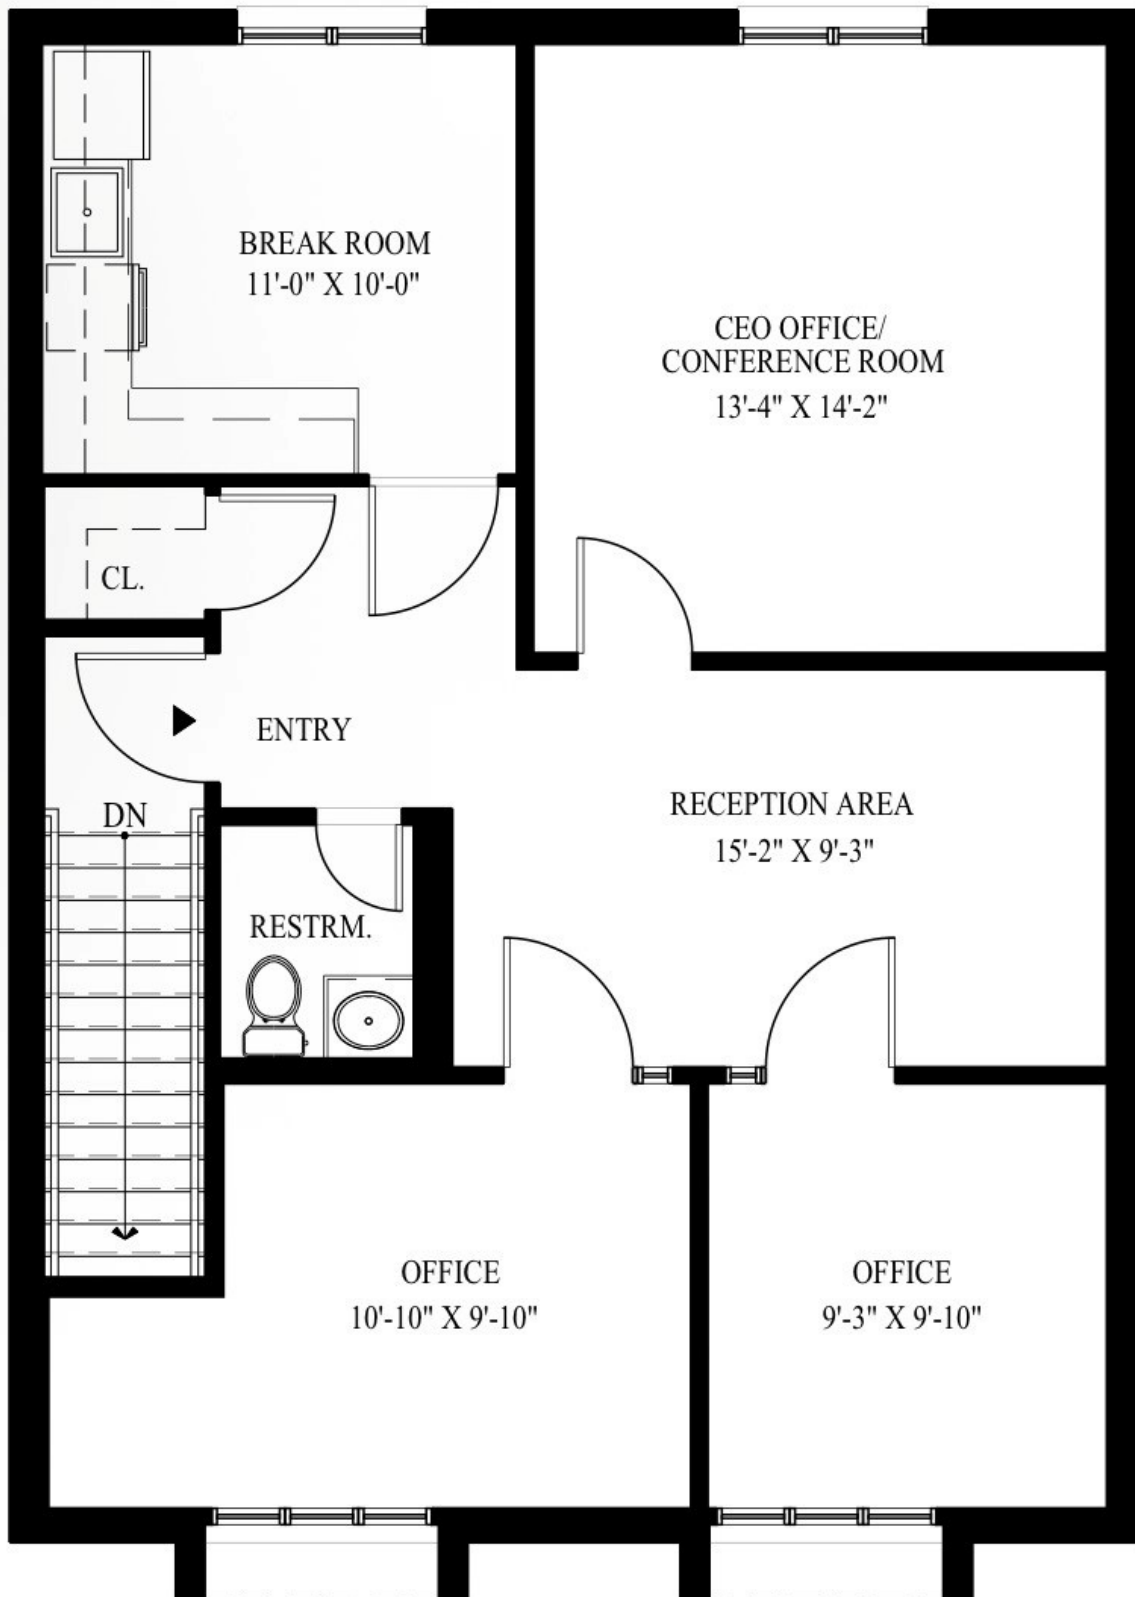 BREAK ROOM
11'-0" X 10'-0"
CEO OFFICE/
CONFERENCE ROOM
13'-4" X 14'-2"
CL.
ENTRY
DN
RECEPTION AREA
15'-2" X 9'-3"
RESTRM.
OFFICE
10'-10" X 9'-10"
OFFICE
9'-3" X 9'-10"